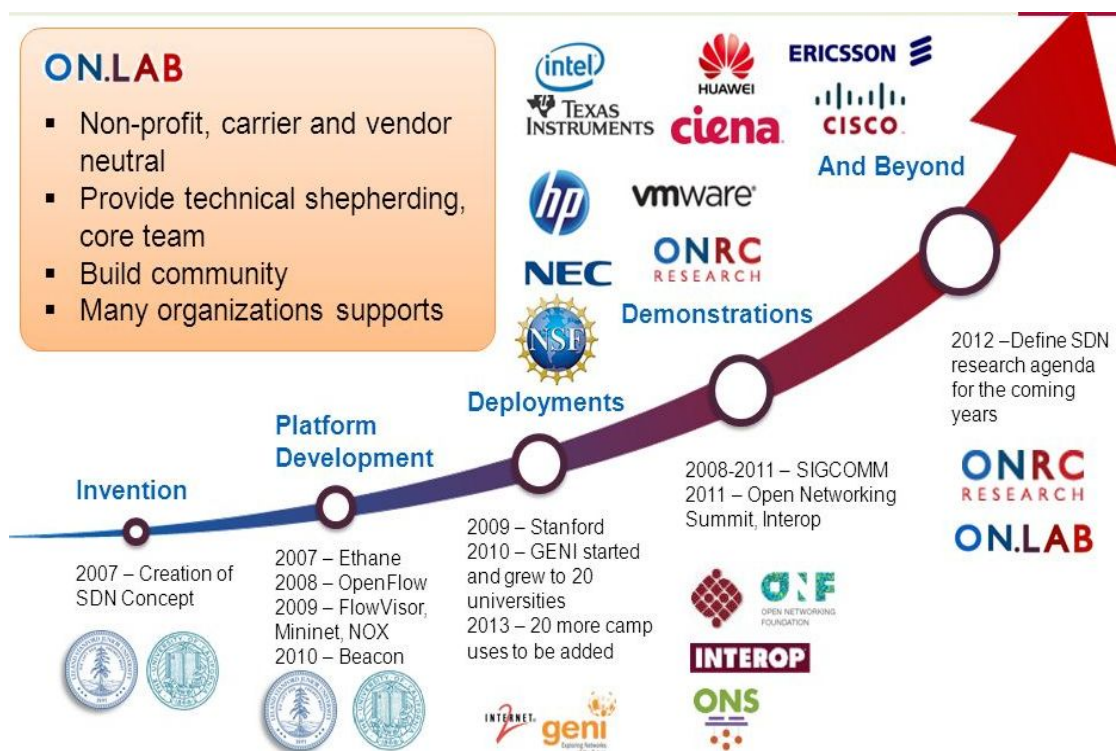 ON.LAB
▪ Non-profit, carrier and vendor
neutral
▪ Provide technical shepherding,
core team
▪ Build community
▪ Many organizations supports
intel
TEXAS
INSTRUMENTS
HUAWEI
ciena
ERICSSON
CISCO
And Beyond
hp
vmware
NEC
ONRC
RESEARCH
NSF
Demonstrations
Deployments
Platform
Development
Invention
2007 – Creation of
SDN Concept
2007 – Ethane
2008 – OpenFlow
2009 – FlowVisor,
Mininet, NOX
2010 – Beacon
2009 – Stanford
2010 – GENI started
and grew to 20
universities
2013 – 20 more camp
uses to be added
INTERNET
2
geni
Exploring Networks
2008-2011 – SIGCOMM
2011 – Open Networking
Summit, Interop
ONF
OPEN NETWORKING
FOUNDATION
INTEROP
ONS
2012 –Define SDN
research agenda
for the coming
years
ONRC
RESEARCH
ON.LAB